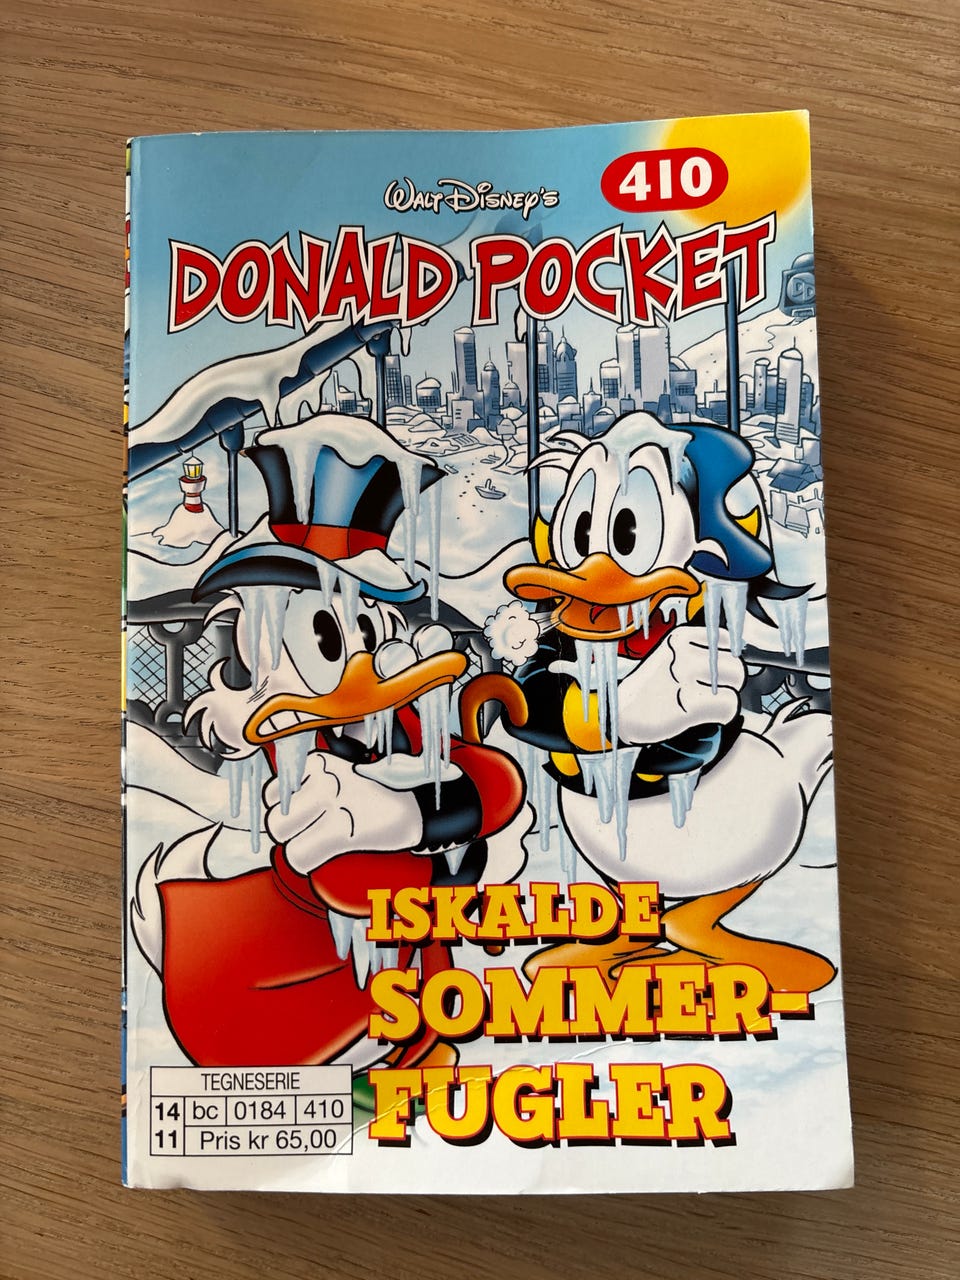 WALT DISNEY'S
410
DONALD POCKET
ISKALDE
SOMMER-
FUGLER
TEGNESERIE
14 bc 0184 410
11 Pris kr 65,00